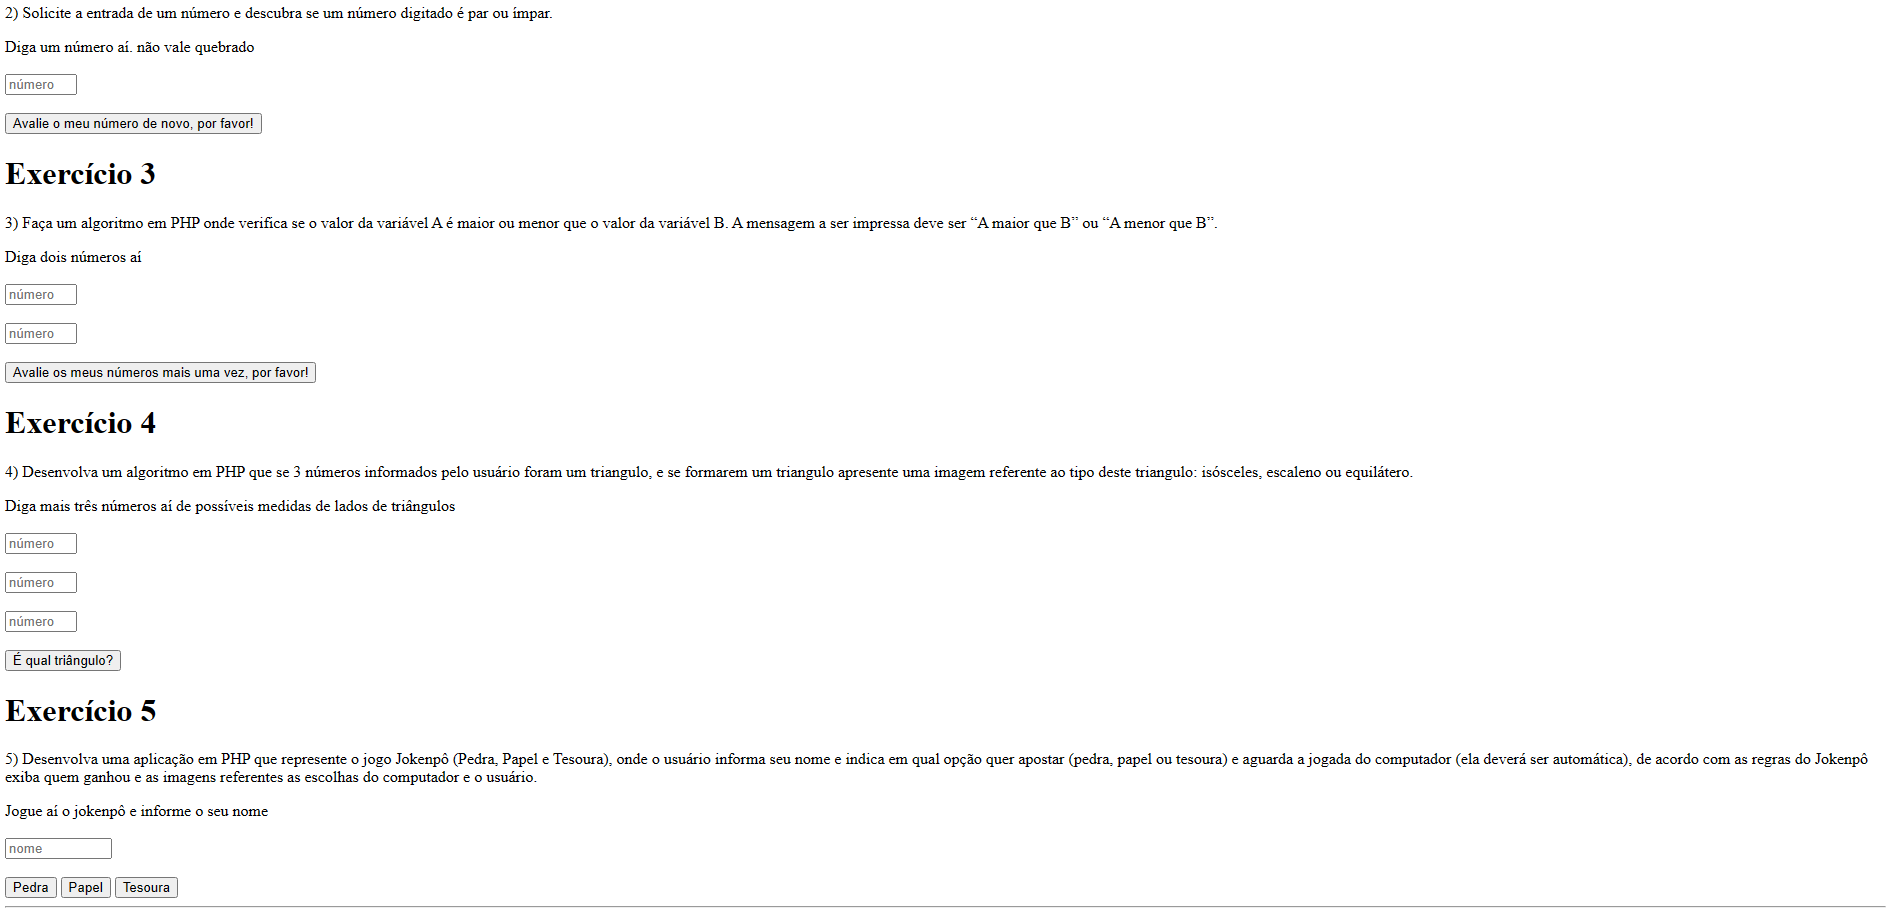 2) Solicite a entrada de um número e descubra se um número digitado é par ou ímpar.
Diga um número aí. não vale quebrado
número
Avalie o meu número de novo, por favor!
Exercício 3
3) Faça um algoritmo em PHP onde verifica se o valor da variável A é maior ou menor que o valor da variável B. A mensagem a ser impressa deve ser “A maior que B” ou “A menor que B”.
Diga dois números aí
número
número
Avalie os meus números mais uma vez, por favor!
Exercício 4
4) Desenvolva um algoritmo em PHP que se 3 números informados pelo usuário foram um triangulo, e se formarem um triangulo apresente uma imagem referente ao tipo deste triangulo: isósceles, escaleno ou equilátero.
Diga mais três números aí de possíveis medidas de lados de triângulos
número
número
número
É qual triângulo?
Exercício 5
5) Desenvolva uma aplicação em PHP que represente o jogo Jokenpô (Pedra, Papel e Tesoura), onde o usuário informa seu nome e indica em qual opção quer apostar (pedra, papel ou tesoura) e aguarda a jogada do computador (ela deverá ser automática), de acordo com as regras do Jokenpô
exiba quem ganhou e as imagens referentes as escolhas do computador e o usuário.
Jogue aí o jokenpô e informe o seu nome
nome
Pedra Papel Tesoura